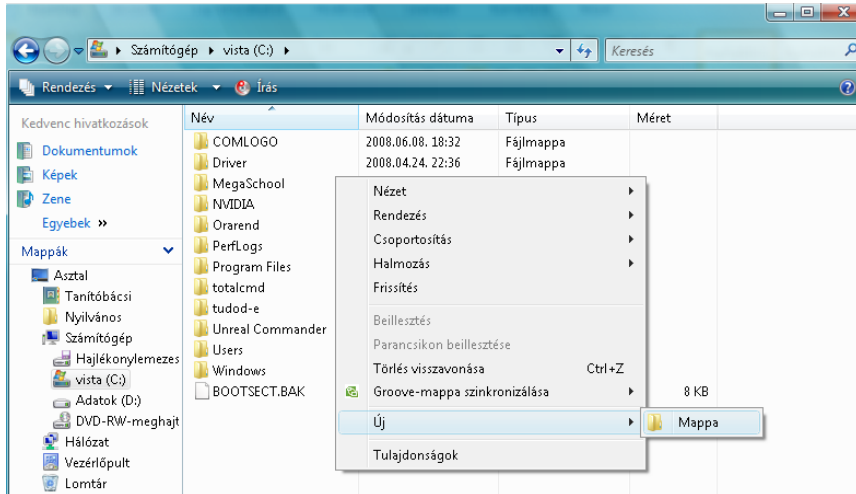 Számítógép ▸ vista (C:) ▸
Keresés
Rendezés
Nézetek
Írás
Kedvenc hivatkozások
Dokumentumok
Képek
Zene
Egyebek »
Mappák
Asztal
Tanítóbácsi
Nyilvános
Számítógép
Hajlékonylemezes
vista (C:)
Adatok (D:)
DVD-RW-meghajt
Hálózat
Vezérlőpult
Lomtár
Név Módosítás dátuma Típus Méret
COMLOGO 2008.06.08. 18:32 Fájlmappa
Driver 2008.04.24. 22:36 Fájlmappa
MegaSchool
NVIDIA
Orarend
PerfLogs
Program Files
totalcmd
tudod-e
Unreal Commander
Users
Windows
BOOTSECT.BAK 8 KB
Nézet
Rendezés
Csoportosítás
Halmozás
Frissítés
Beillesztés
Parancsikon beillesztése
Törlés visszavonása Ctrl+Z
Groove-mappa szinkronizálása
Új
Tulajdonságok
Mappa